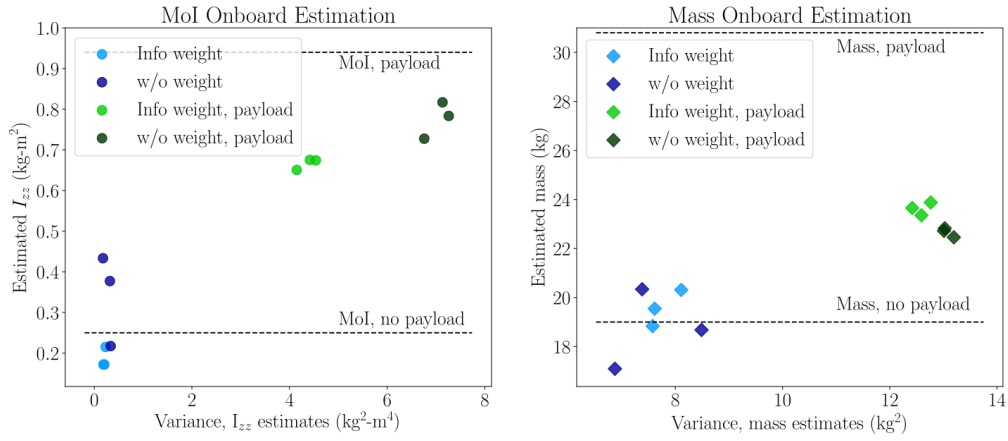 MoI Onboard Estimation
1.0
0.9
0.8
0.7
0.6
0.5
0.4
0.3
0.2
Estimated I_{zz} (kg-m²)
Info weight
w/o weight
Info weight, payload
w/o weight, payload
MoI, payload
MoI, no payload
0
2
4
6
8
Variance, I_{zz} estimates (kg²-m⁴)
Mass Onboard Estimation
30
28
26
24
22
20
18
Estimated mass (kg)
Info weight
w/o weight
Info weight, payload
w/o weight, payload
Mass, payload
Mass, no payload
8
10
12
14
Variance, mass estimates (kg²)